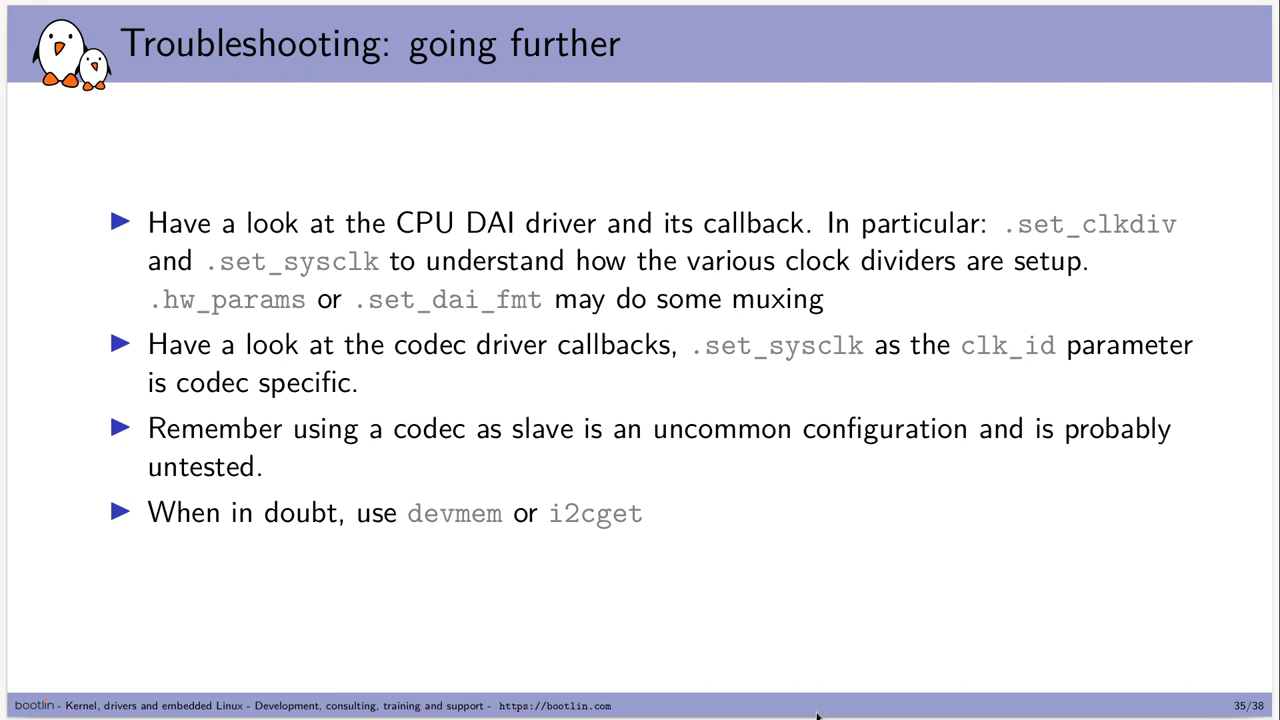 Troubleshooting: going further
Have a look at the CPU DAI driver and its callback. In particular: .set_clkdiv
and .set_sysclk to understand how the various clock dividers are setup.
.hw_params or .set_dai_fmt may do some muxing
Have a look at the codec driver callbacks, .set_sysclk as the clk_id parameter
is codec specific.
Remember using a codec as slave is an uncommon configuration and is probably
untested.
When in doubt, use devmem or i2cget
bootlin - Kernel, drivers and embedded Linux - Development, consulting, training and support - https://bootlin.com
35/38